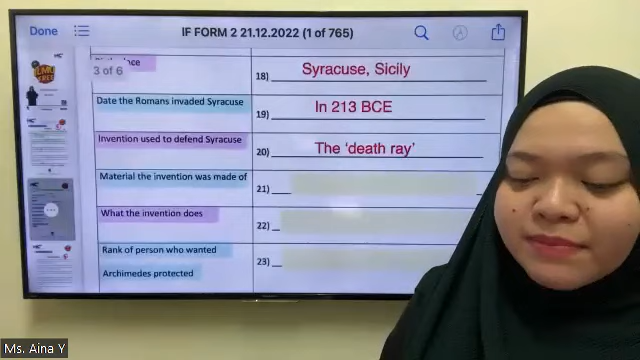 Done
IF FORM 2 21.12.2022 (1 of 765)
3 of 6
18)
Syracuse, Sicily
Date the Romans invaded Syracuse
19)
In 213 BCE
Invention used to defend Syracuse
20)
The ‘death ray’
Material the invention was made of
21)
What the invention does
22)
Rank of person who wanted
Archimedes protected
23)
Ms. Aina Y